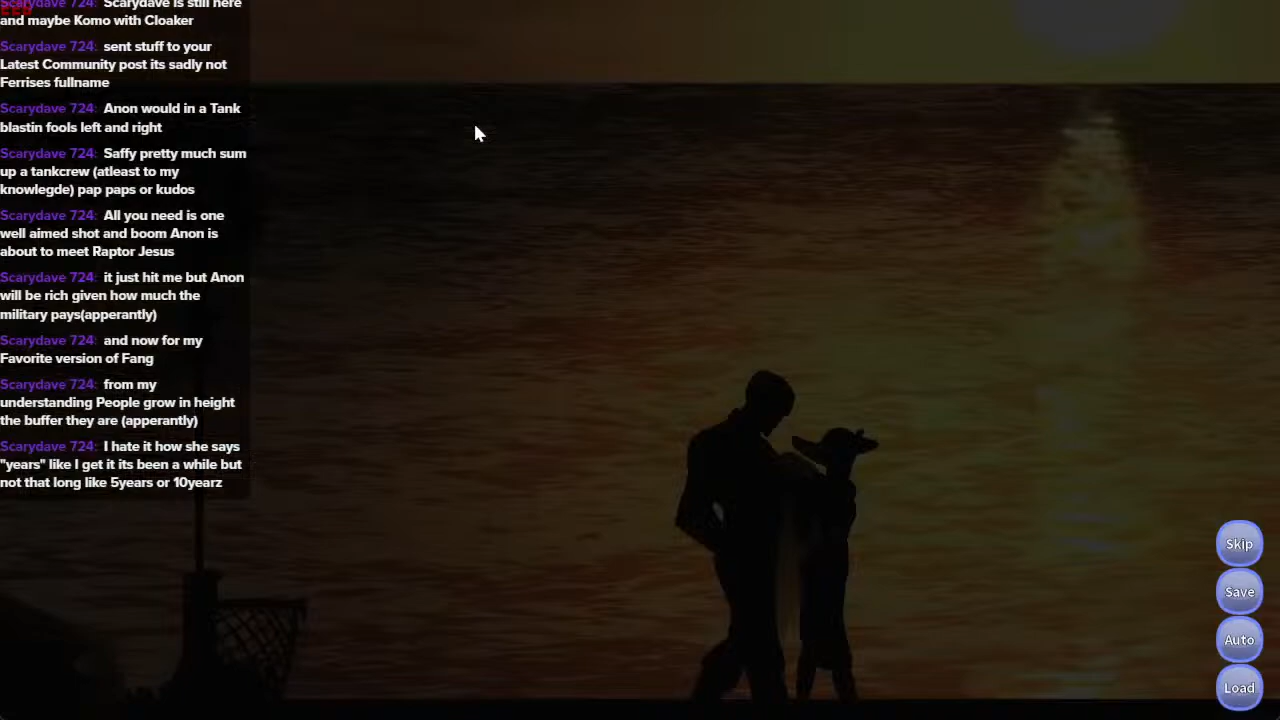 Scarydave 724: Scarydave is still here
and maybe Komo with Cloaker
Scarydave 724: sent stuff to your
Latest Community post its sadly not
Ferrises fullname
Scarydave 724: Anon would in a Tank
blastin fools left and right
Scarydave 724: Saffy pretty much sum
up a tankcrew (atleast to my
knowlegde) pap paps or kudos
Scarydave 724: All you need is one
well aimed shot and boom Anon is
about to meet Raptor Jesus
Scarydave 724: it just hit me but Anon
will be rich given how much the
military pays(apperantly)
Scarydave 724: and now for my
Favorite version of Fang
Scarydave 724: from my
understanding People grow in height
the buffer they are (apperantly)
Scarydave 724: I hate it how she says
"years" like I get it its been a while but
not that long like 5years or 10yearz
Skip
Save
Auto
Load